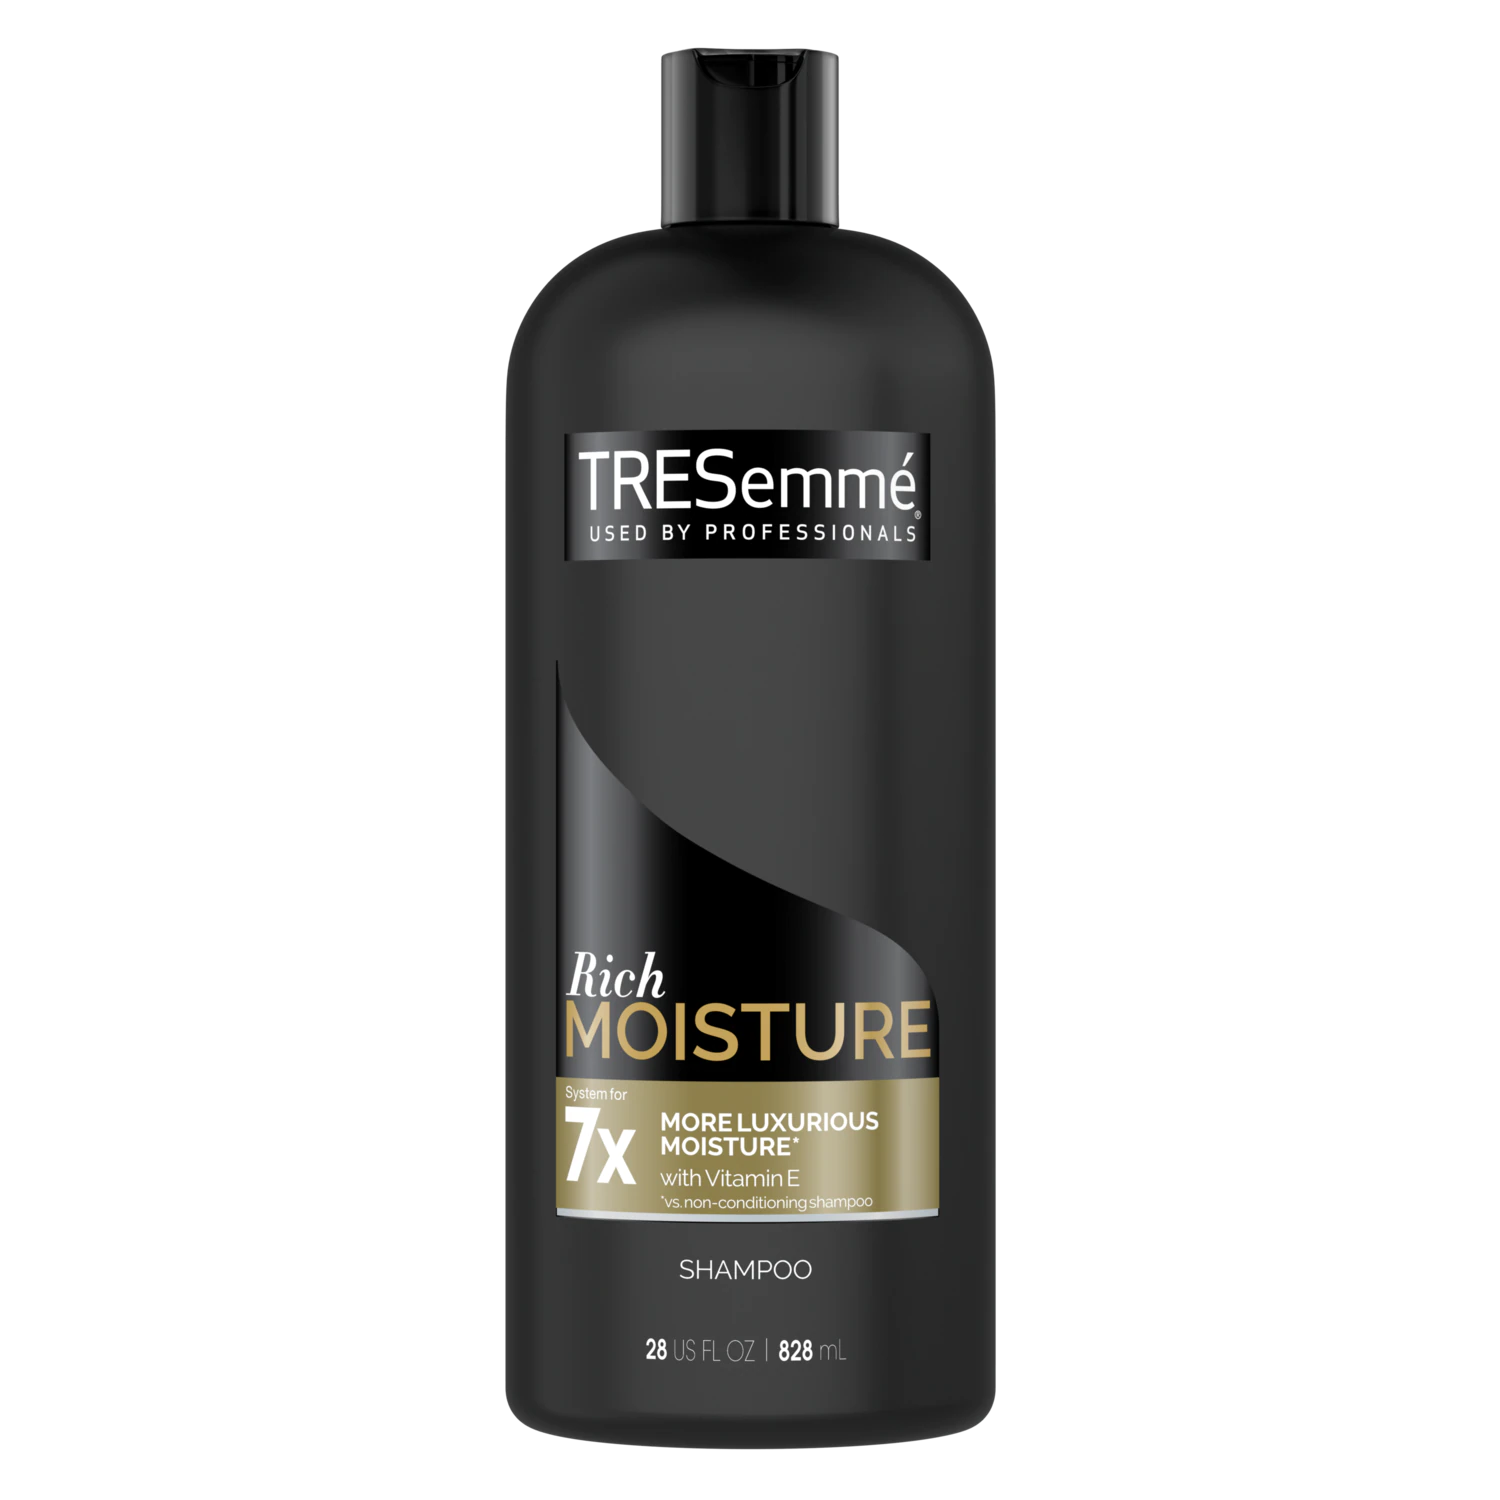 TRESemmé®
USED BY PROFESSIONALS
Rich
MOISTURE
System for
7x
MORE LUXURIOUS
MOISTURE*
with Vitamin E
*vs. non-conditioning shampoo
SHAMPOO
28 US FL OZ | 828 mL